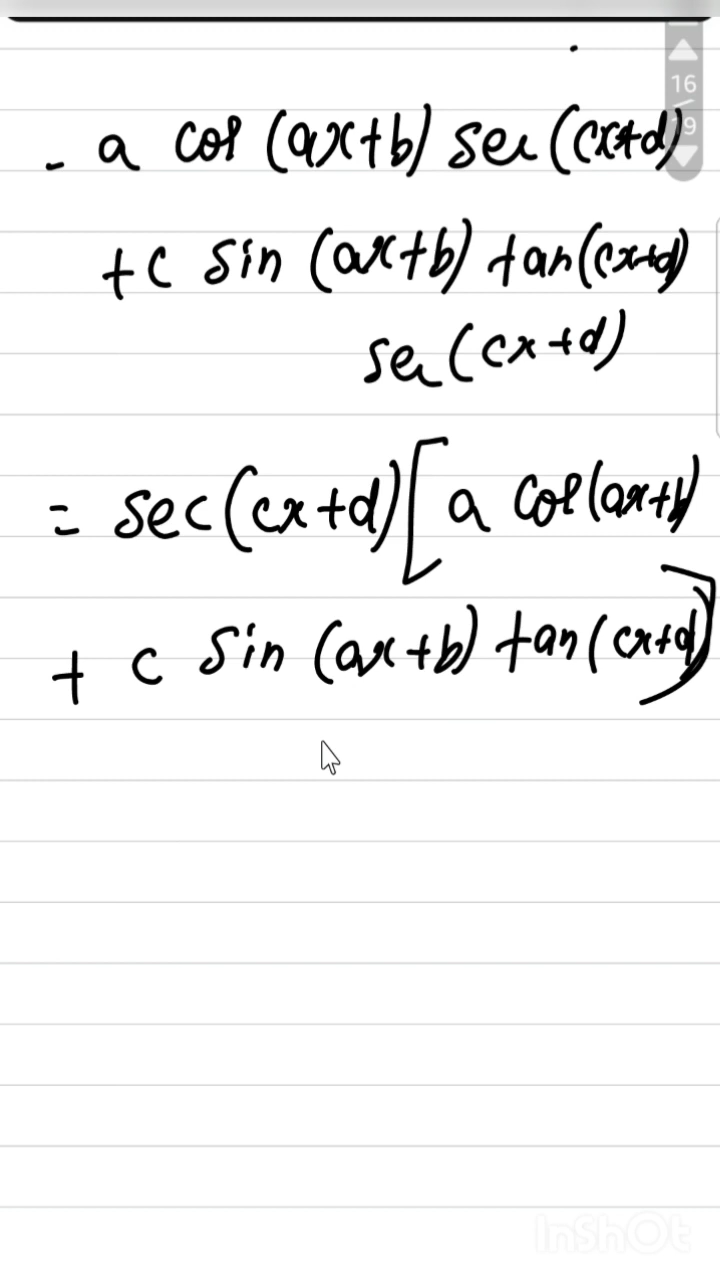 16
19
- a cos (ax+b) sec (cx+d)
+c sin (ax+b) tan(cx+d)
sec (cx+d)
= sec (cx+d) [ a cos(ax+b)
+ c sin (ax+b) tan (cx+d) ]
InShOt